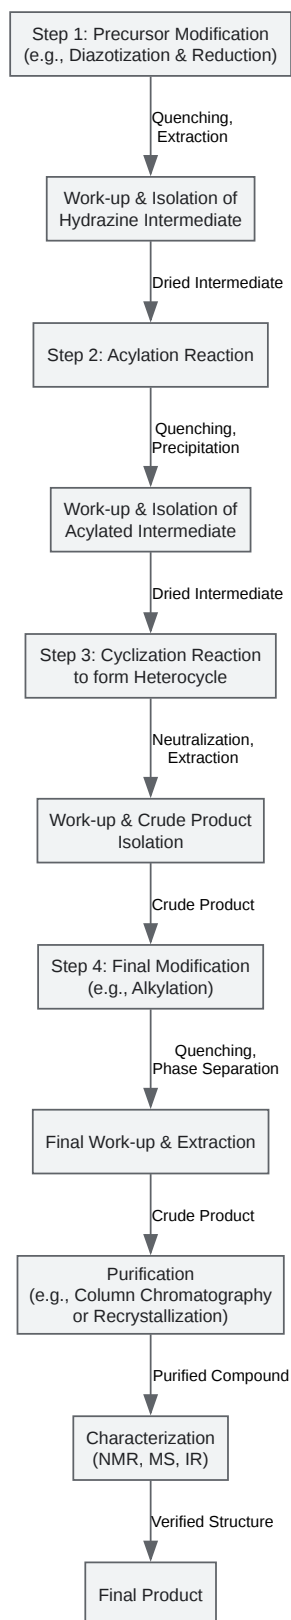 Step 1: Precursor Modification
(e.g., Diazotization & Reduction)
Quenching,
Extraction
Work-up & Isolation of
Hydrazine Intermediate
Dried Intermediate
Step 2: Acylation Reaction
Quenching,
Precipitation
Work-up & Isolation of
Acylated Intermediate
Dried Intermediate
Step 3: Cyclization Reaction
to form Heterocycle
Neutralization,
Extraction
Work-up & Crude Product
Isolation
Crude Product
Step 4: Final Modification
(e.g., Alkylation)
Quenching,
Phase Separation
Final Work-up & Extraction
Crude Product
Purification
(e.g., Column Chromatography
or Recrystallization)
Purified Compound
Characterization
(NMR, MS, IR)
Verified Structure
Final Product